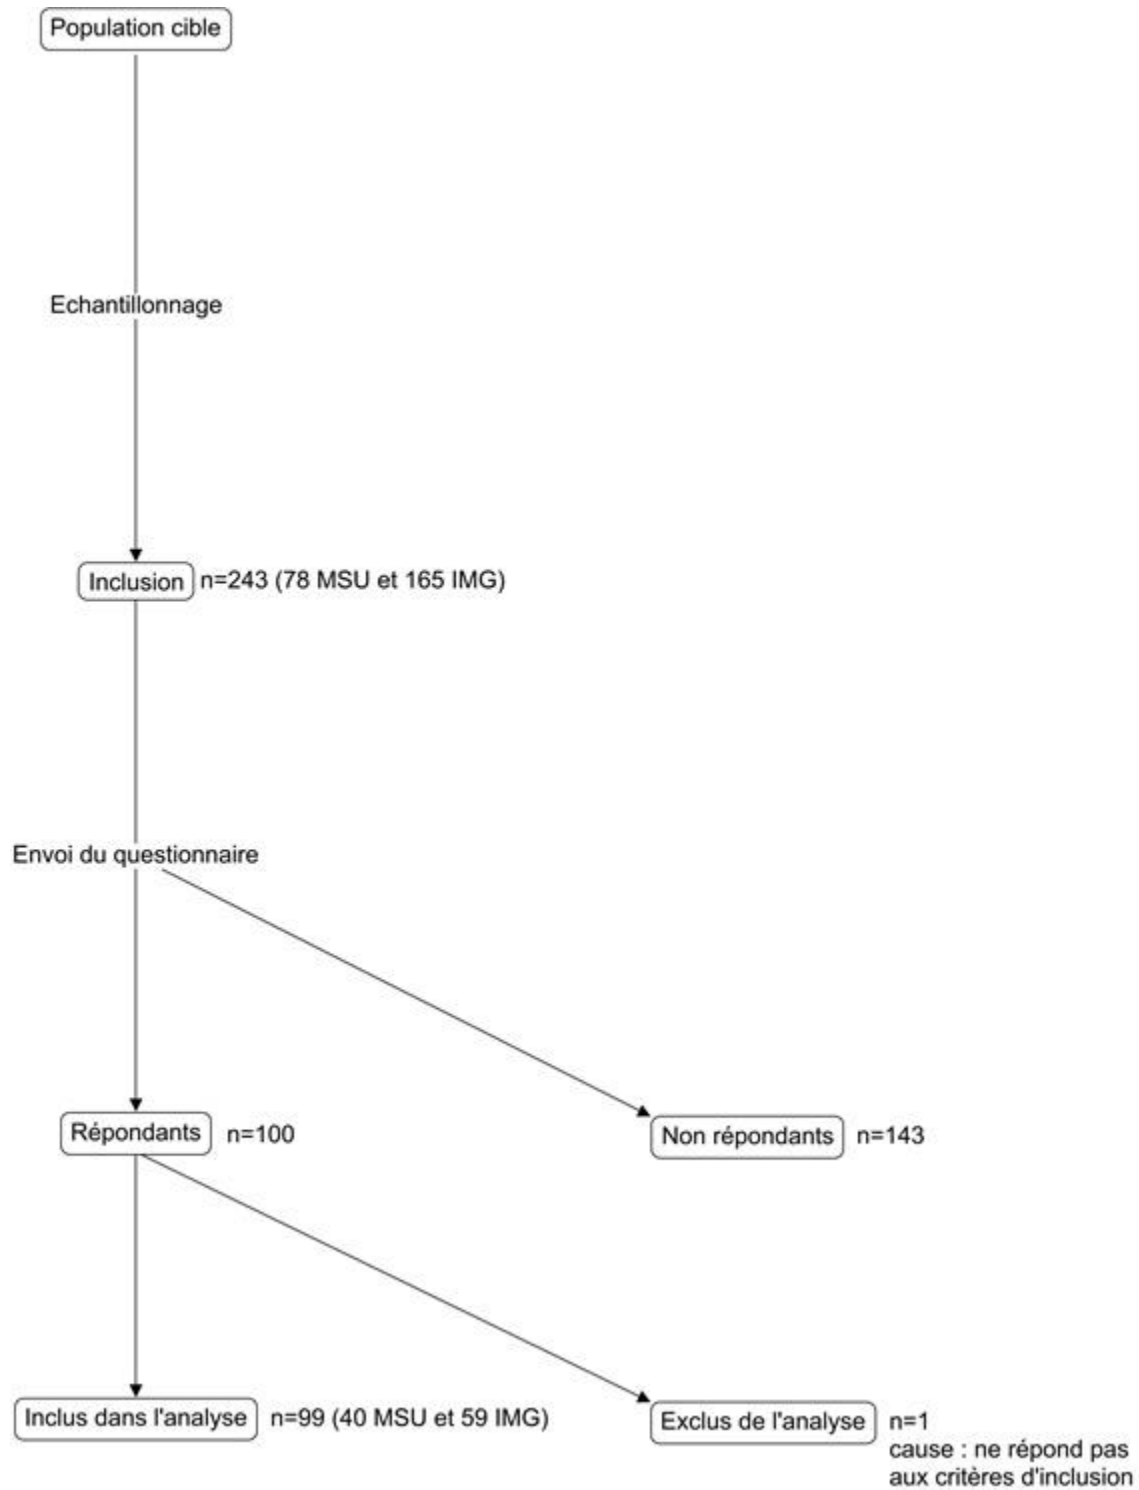 Population cible
Echantillonnage
Inclusion n=243 (78 MSU et 165 IMG)
Envoi du questionnaire
Répondants n=100
Non répondants n=143
Inclus dans l'analyse n=99 (40 MSU et 59 IMG)
Exclus de l'analyse n=1
cause : ne répond pas
aux critères d'inclusion